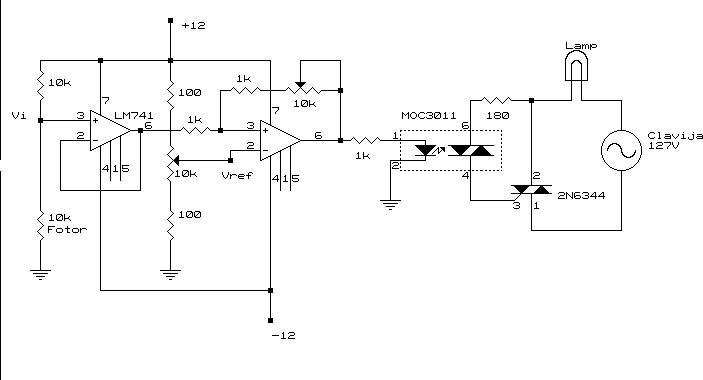 +12
10k
7
100
1k
10k
7
LM741
Vi
3
2
6
1k
3
2
6
MOC3011
1
2
6
4
180
Lamp
Clavija
127V
1k
4 1 5
10k
Vref
4 1 5
2
2N6344
3 1
10k
Fotor
100
-12